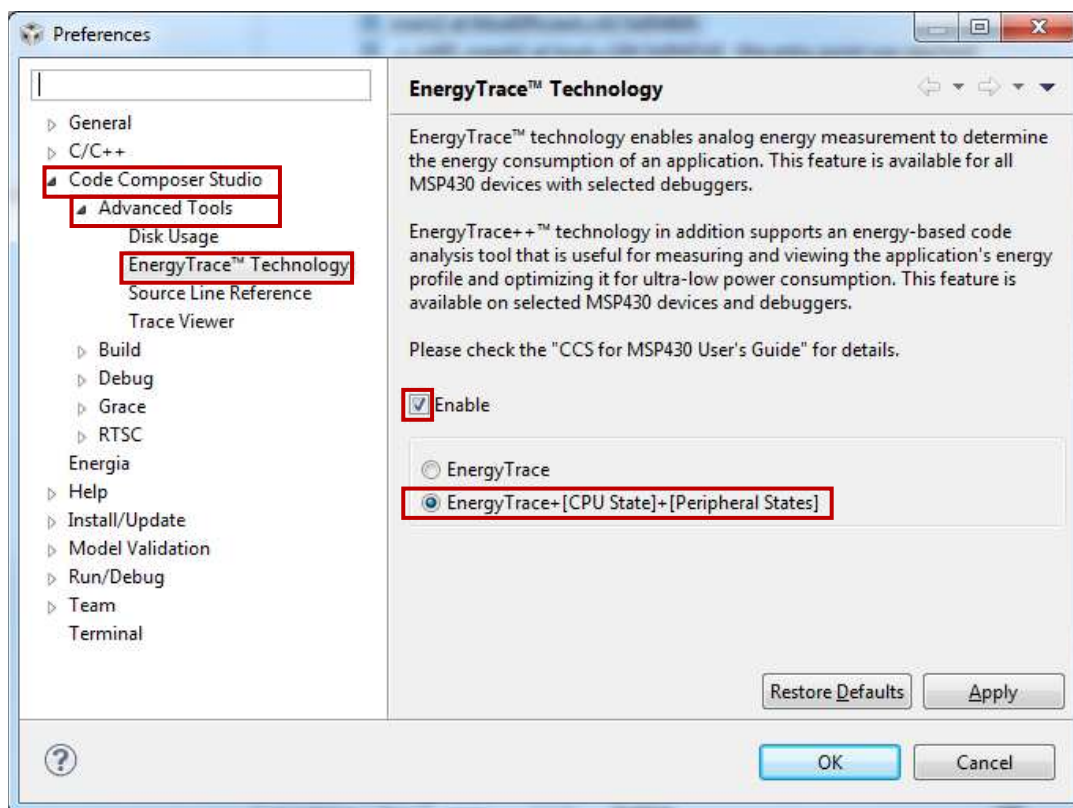 Preferences
General
C/C++
Code Composer Studio
Advanced Tools
Disk Usage
EnergyTrace™ Technology
Source Line Reference
Trace Viewer
Build
Debug
Grace
RTSC
Energia
Help
Install/Update
Model Validation
Run/Debug
Team
Terminal
EnergyTrace™ Technology
EnergyTrace™ technology enables analog energy measurement to determine
the energy consumption of an application. This feature is available for all
MSP430 devices with selected debuggers.
EnergyTrace++™ technology in addition supports an energy-based code
analysis tool that is useful for measuring and viewing the application's energy
profile and optimizing it for ultra-low power consumption. This feature is
available on selected MSP430 devices and debuggers.
Please check the "CCS for MSP430 User's Guide" for details.
Enable
EnergyTrace
EnergyTrace+[CPU State]+[Peripheral States]
Restore Defaults
Apply
?
OK
Cancel